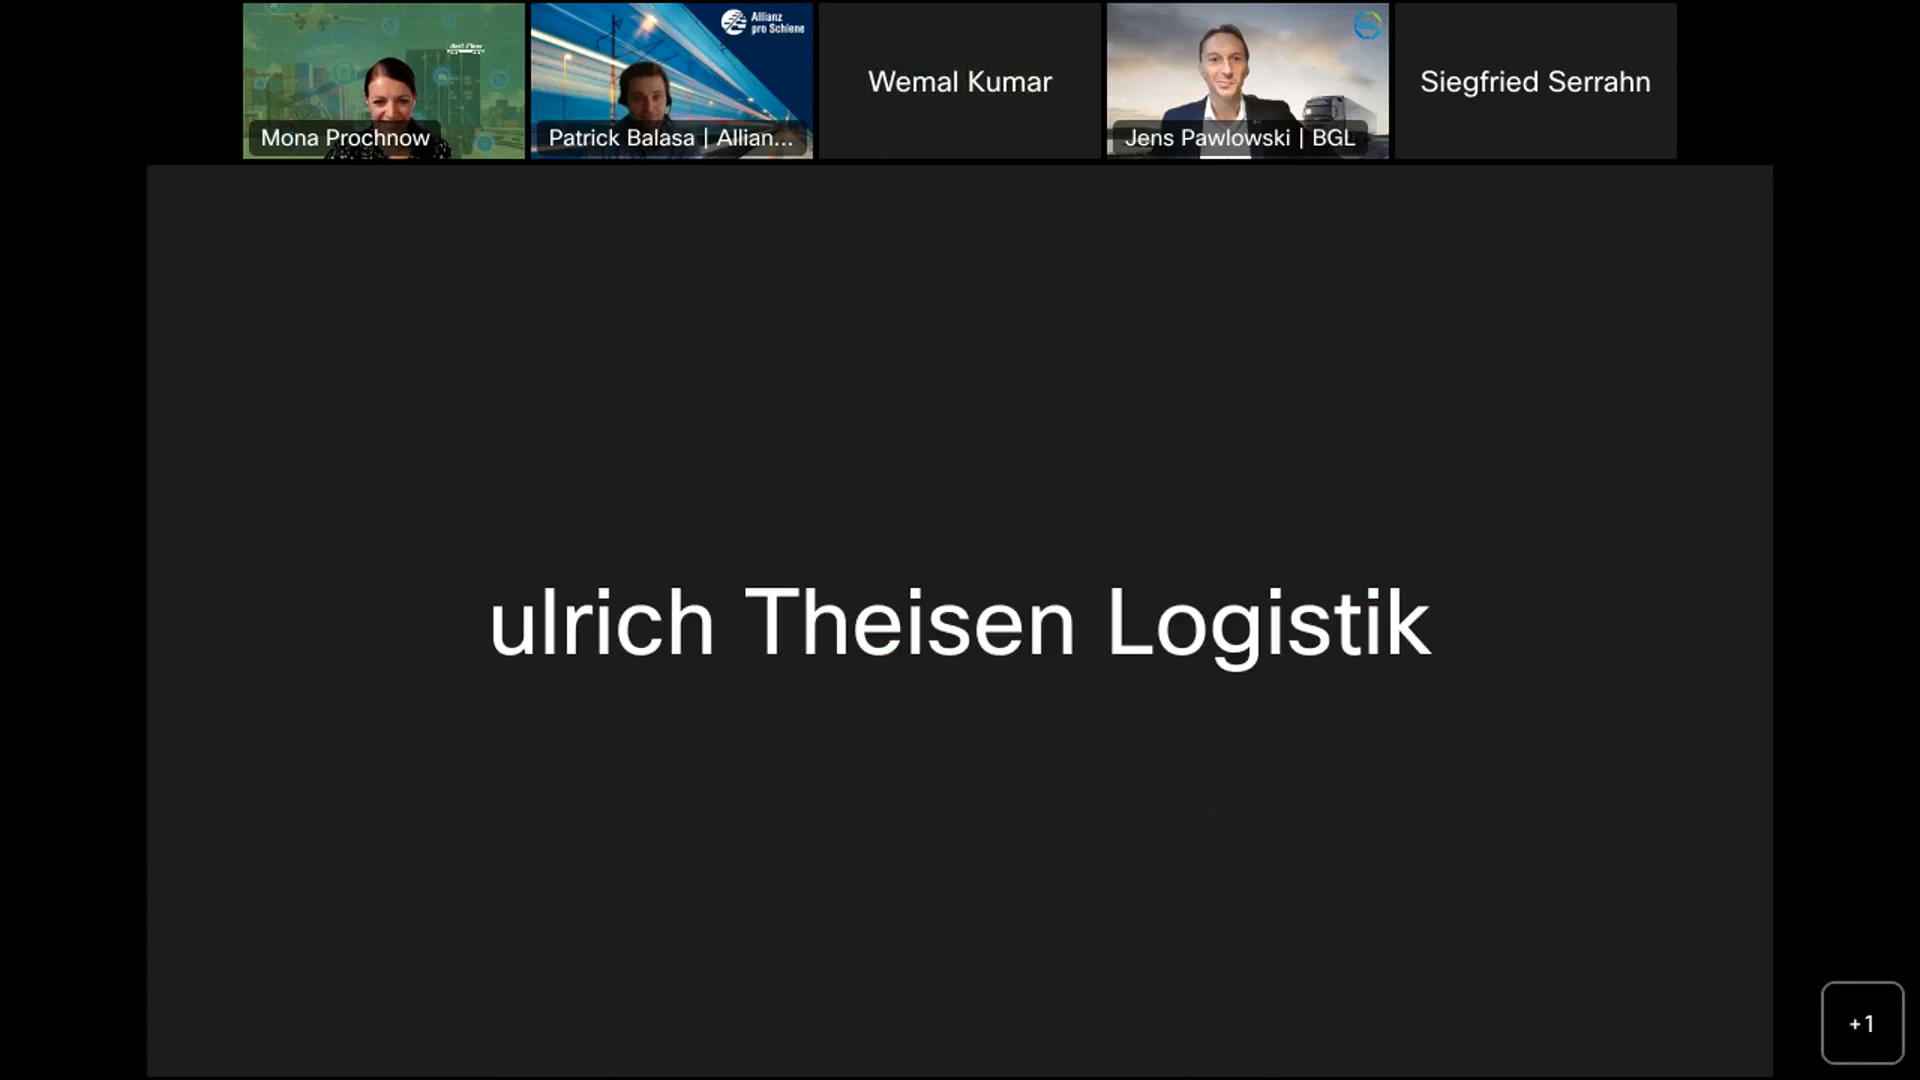 Allianz
pro Schiene
Mona Prochnow
Patrick Balasa | Allian...
Wemal Kumar
Jens Pawlowski | BGL
Siegfried Serrahn
ulrich Theisen Logistik
+1